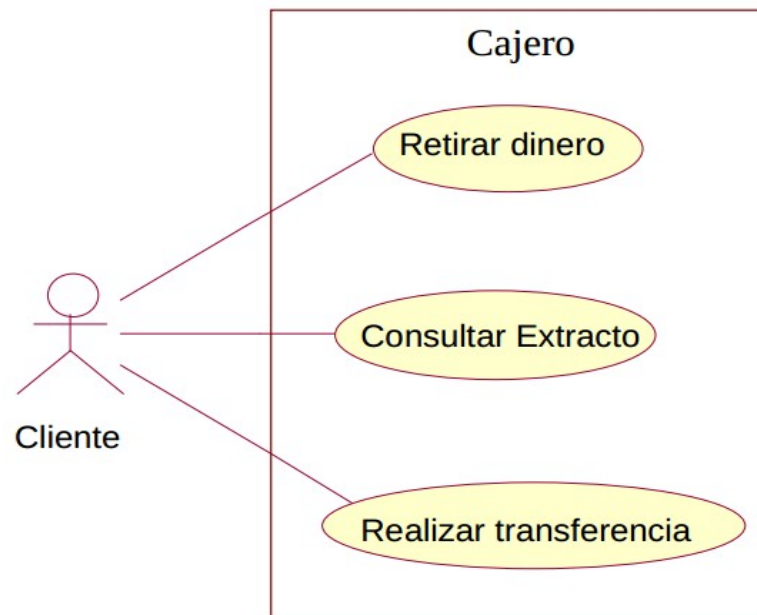 Cajero
Retirar dinero
Consultar Extracto
Cliente
Realizar transferencia